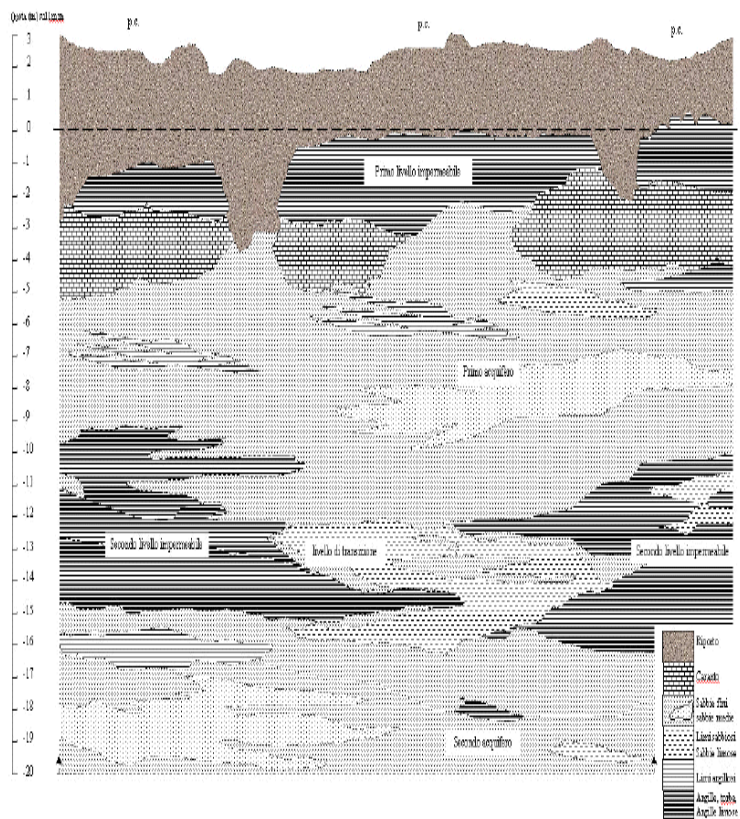 Quota (m) sul l.m.m.
p.c.
p.c.
p.c.
3
2
1
0
-1
-2
-3
-4
-5
-6
-7
-8
-9
-10
-11
-12
-13
-14
-15
-16
-17
-18
-19
-20
Primo livello impermeabile
Primo acquifero
Secondo livello impermeabile
livello di transizione
Secondo livello impermeabile
Secondo acquifero
Riporto
Caranto
Sabbie fini
sabbie medie
Limi sabbiosi
Sabbie limose
Limi argillosi
Argille, torba,
Argille limose